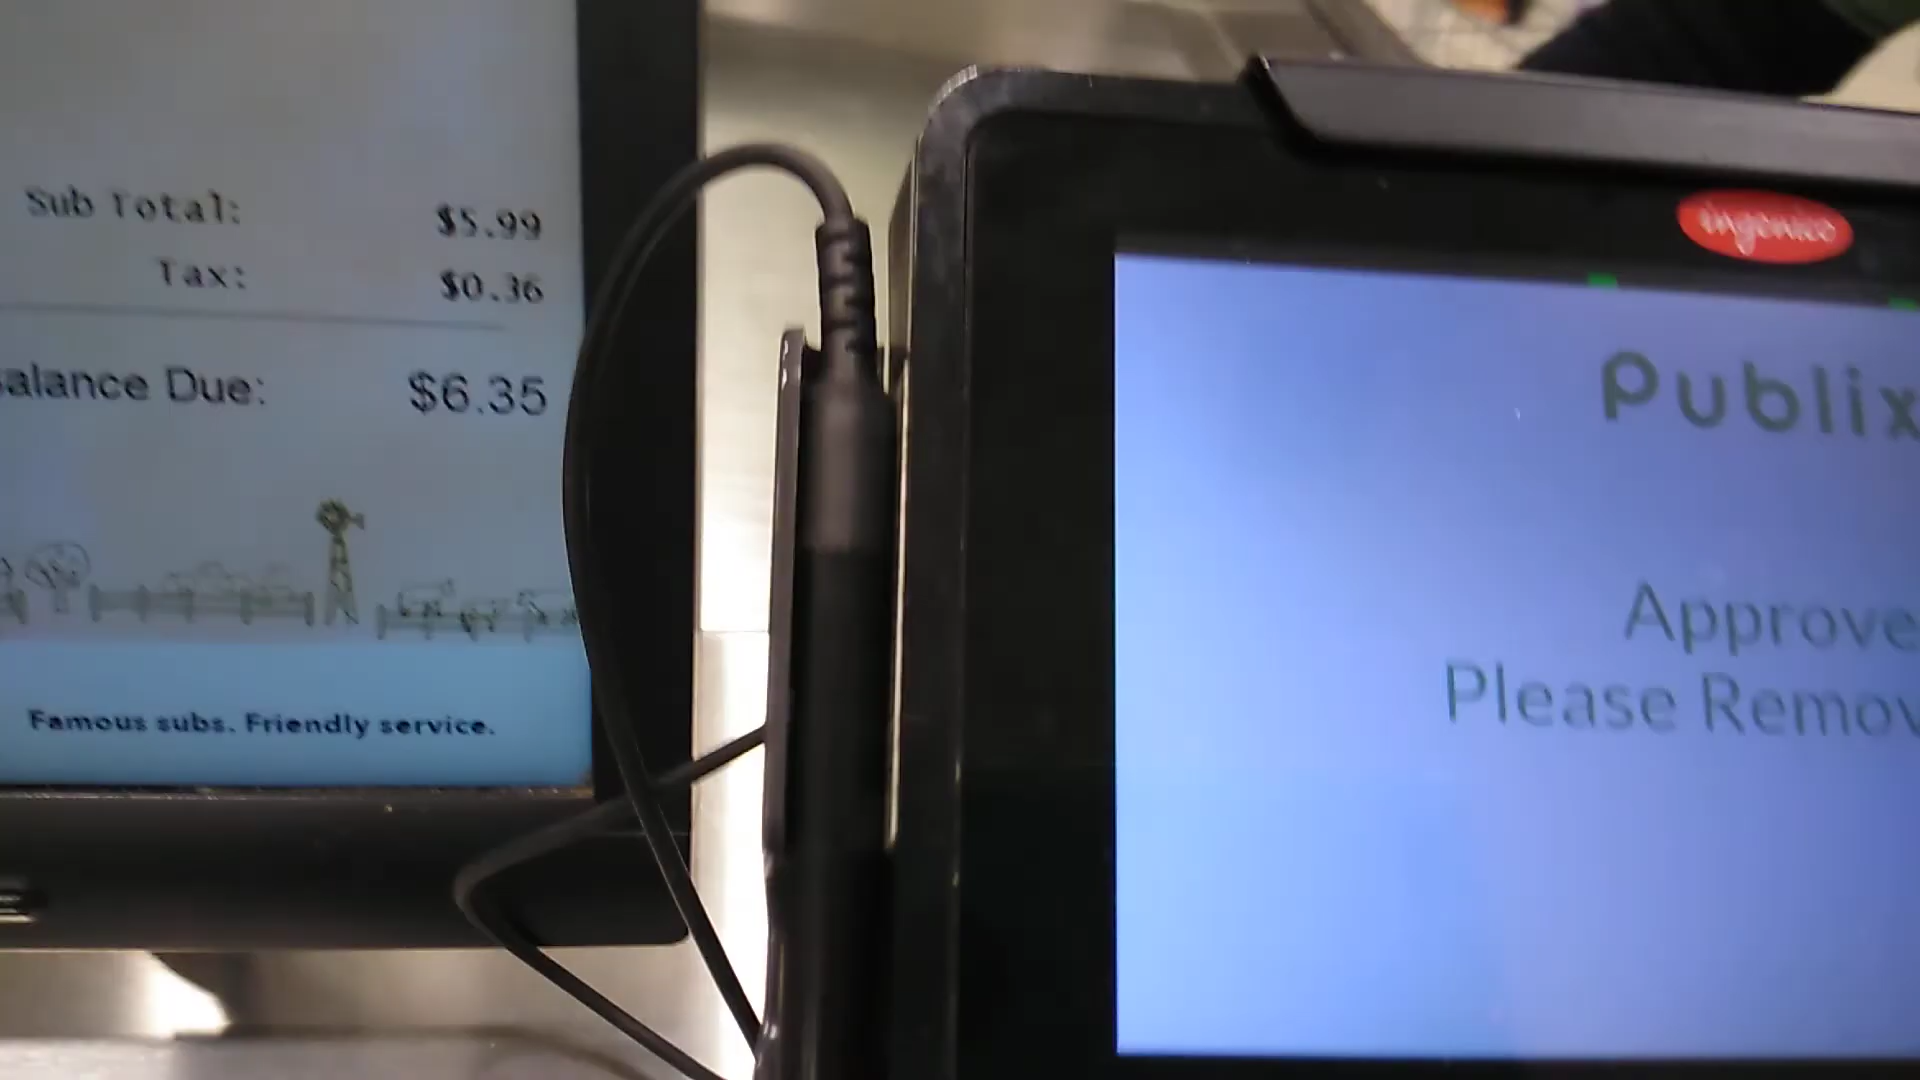 Sub Total: $5.99
Tax: $0.36
alance Due: $6.35
Famous subs. Friendly service.
ingenico
Publix
Approve
Please Remov